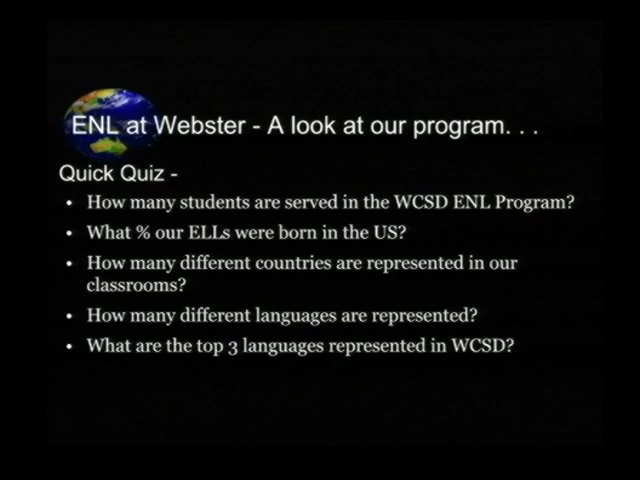 ENL at Webster - A look at our program. . .
Quick Quiz -
• How many students are served in the WCSD ENL Program?
• What % our ELLs were born in the US?
• How many different countries are represented in our
classrooms?
• How many different languages are represented?
• What are the top 3 languages represented in WCSD?